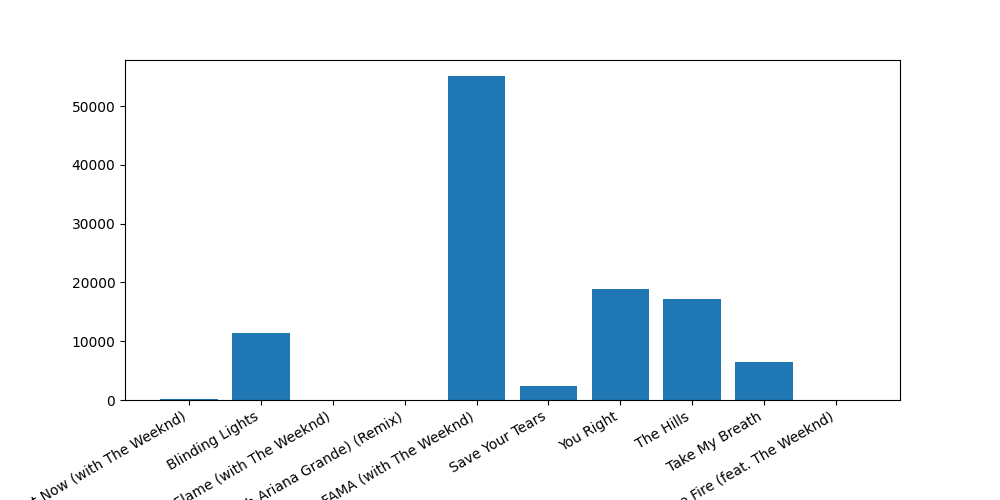 50000
40000
30000
20000
10000
0
Now (with The Weeknd)
Blinding Lights
Flame (with The Weeknd)
Ariana Grande) (Remix)
FAMA (with The Weeknd)
Save Your Tears
You Right
The Hills
Take My Breath
Fire (feat. The Weeknd)